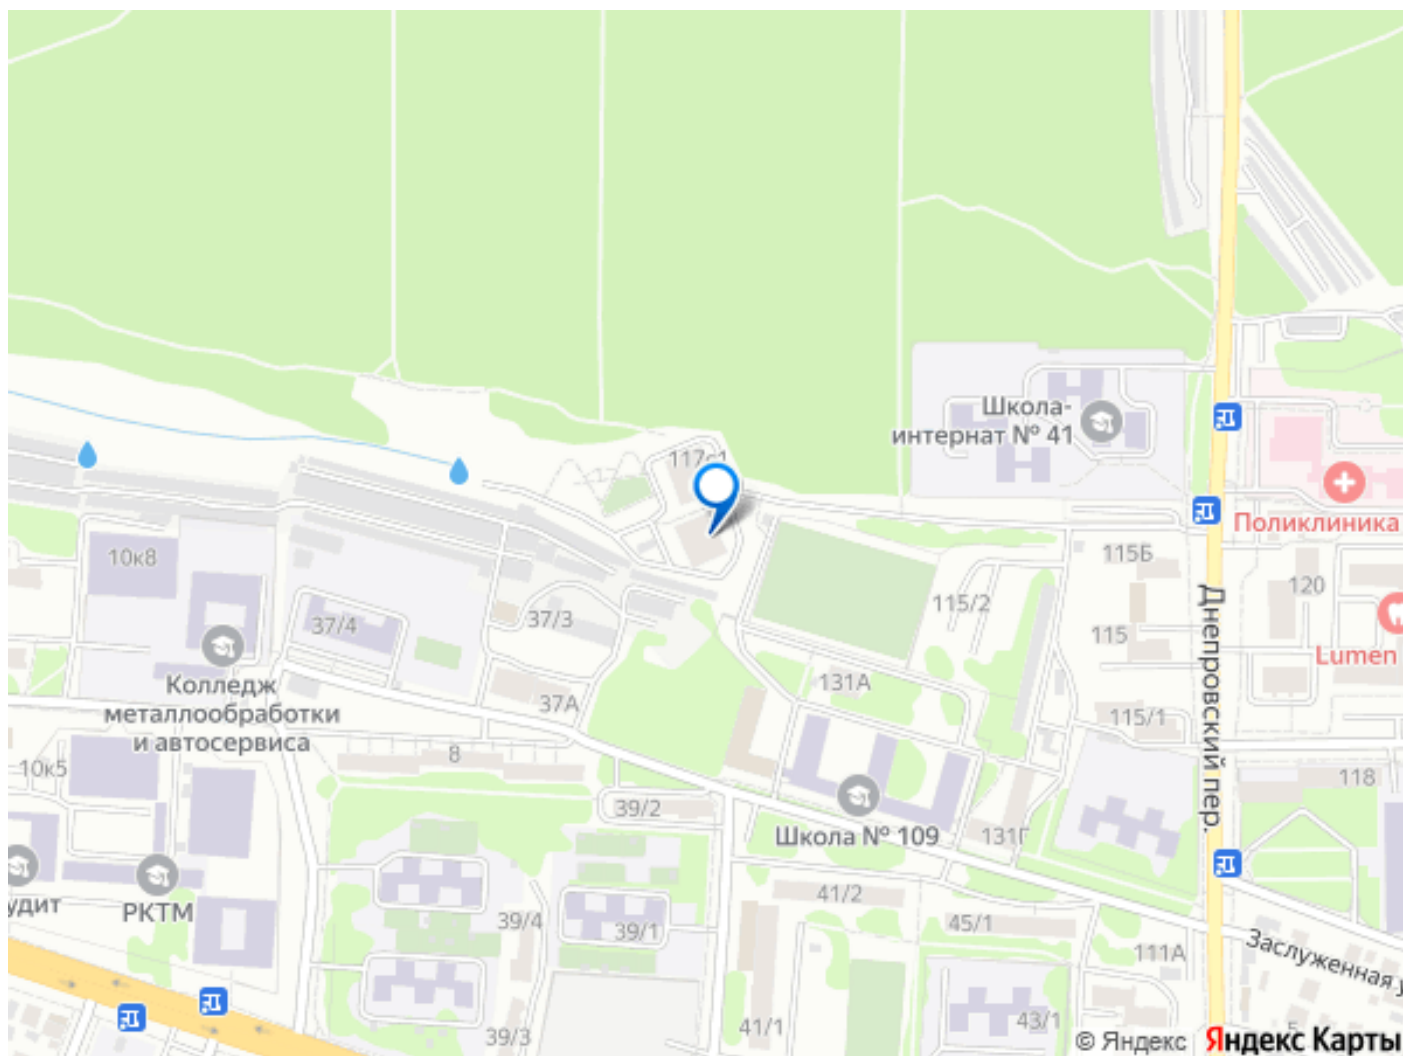 Школа-
интернат № 41
117с1
Поликлиника
10к8
115Б
120
37/3
115/2
37/4
115
Lumen
Колледж
металлообработки
и автосервиса
131А
37А
115/1
Днепровский пер.
8
10к5
118
39/2
Школа № 109
131Г
удит
РКТМ
41/2
39/4
39/1
45/1
111А
Заслуженная у
39/3
41/1
43/1
5
© Яндекс
Яндекс Карты